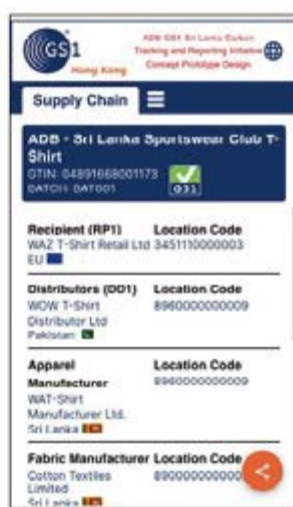 GS1
Hong Kong
ADB GS1 Sri Lanka Carbon
Tracking and Reporting Initiative
Concept Prototype Design
Supply Chain
ADB - Sri Lanka Sportswear Club T-
Shirt
GTIN: 04891668001173
BATCH: BAT001
GS1
Recipient (RP1) Location Code
WAZ T-Shirt Retail Ltd 3451110000003
EU
Distributors (DD1) Location Code
WOW T-Shirt 8960000000009
Distributor Ltd
Pakistan
Apparel Location Code
Manufacturer 8960000000009
WAT-Shirt
Manufacturer Ltd.
Sri Lanka
Fabric Manufacturer Location Code
Cotton Textiles
Limited
Sri Lanka